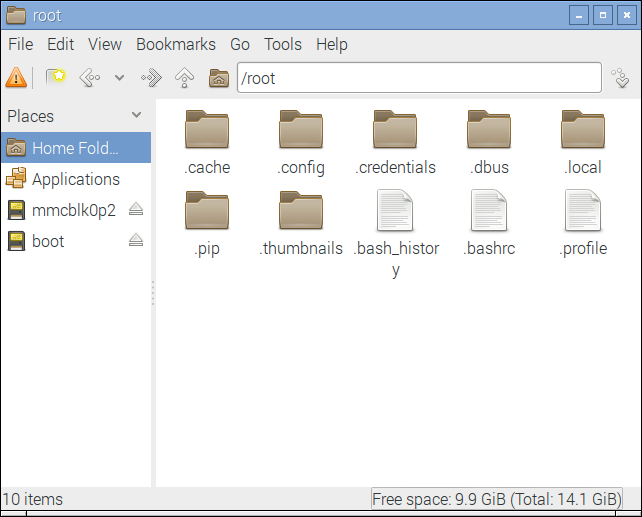 root
File Edit View Bookmarks Go Tools Help
/root
Places
Home Fold...
Applications
mmcblk0p2
boot
.cache .config .credentials .dbus .local
.pip .thumbnails .bash_histor
y .bashrc .profile
10 items Free space: 9.9 GiB (Total: 14.1 GiB)